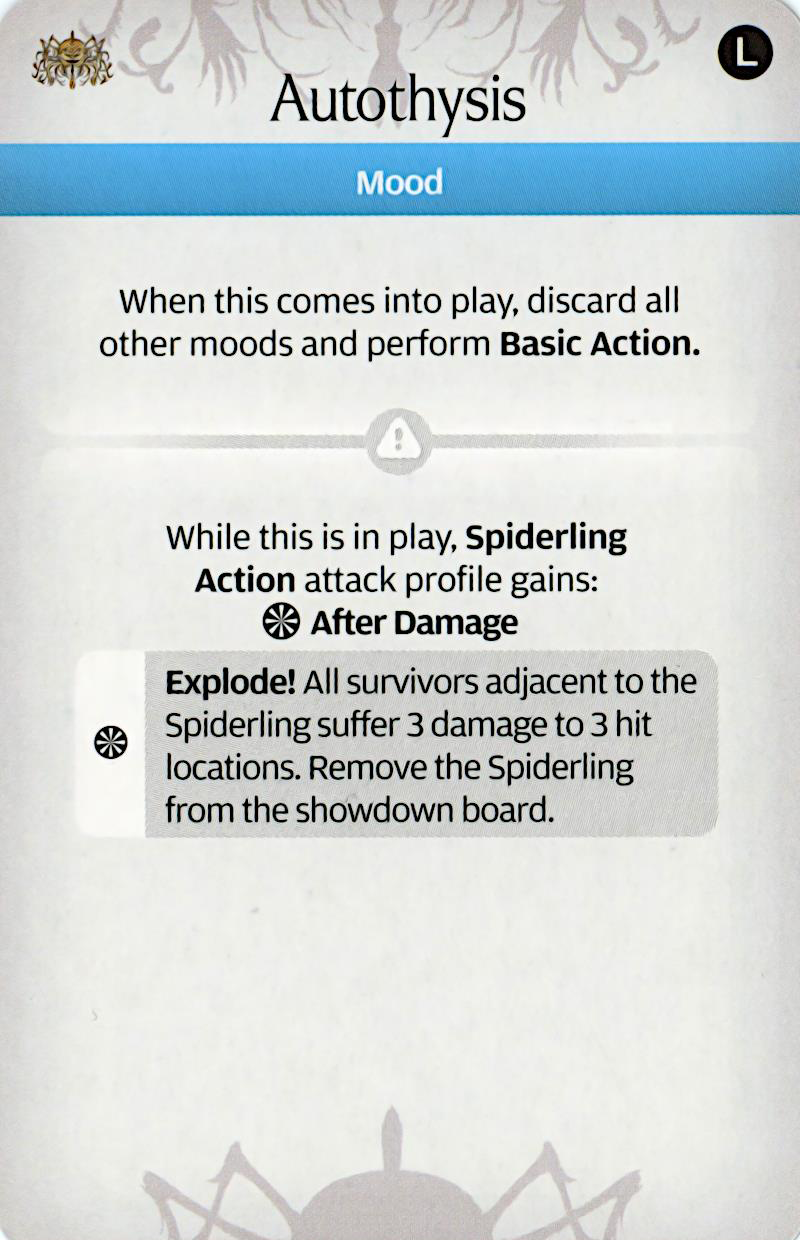 L
Autothysis
Mood
When this comes into play, discard all
other moods and perform Basic Action.
While this is in play, Spiderling
Action attack profile gains:
After Damage
Explode! All survivors adjacent to the
Spiderling suffer 3 damage to 3 hit
locations. Remove the Spiderling
from the showdown board.